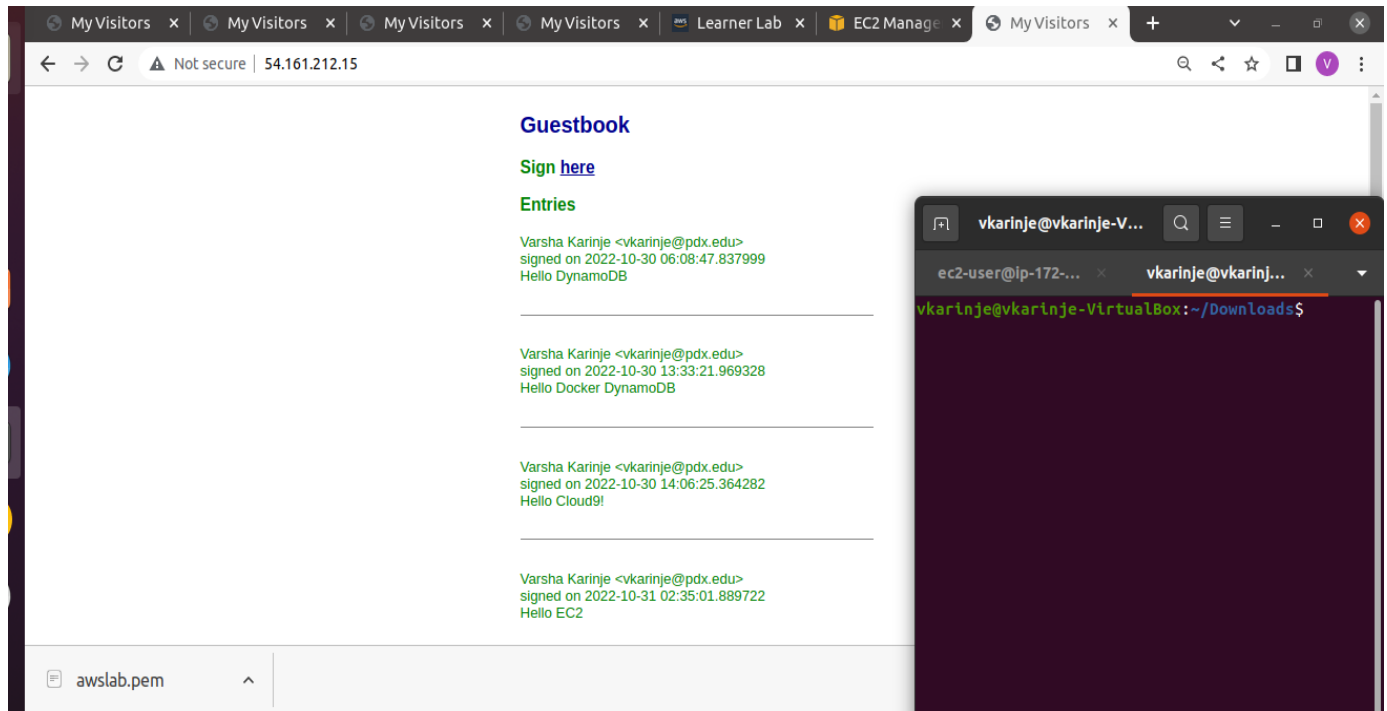 My Visitors
My Visitors
My Visitors
My Visitors
aws Learner Lab
EC2 Manage
My Visitors
Not secure 54.161.212.15
V
Guestbook
Sign here
Entries
Varsha Karinje <vkarinje@pdx.edu>
signed on 2022-10-30 06:08:47.837999
Hello DynamoDB
Varsha Karinje <vkarinje@pdx.edu>
signed on 2022-10-30 13:33:21.969328
Hello Docker DynamoDB
Varsha Karinje <vkarinje@pdx.edu>
signed on 2022-10-30 14:06:25.364282
Hello Cloud9!
Varsha Karinje <vkarinje@pdx.edu>
signed on 2022-10-31 02:35:01.889722
Hello EC2
vkarinje@vkarinje-V...
ec2-user@ip-172-...
vkarinje@vkarinj...
vkarinje@vkarinje-VirtualBox:~/Downloads$
awslab.pem